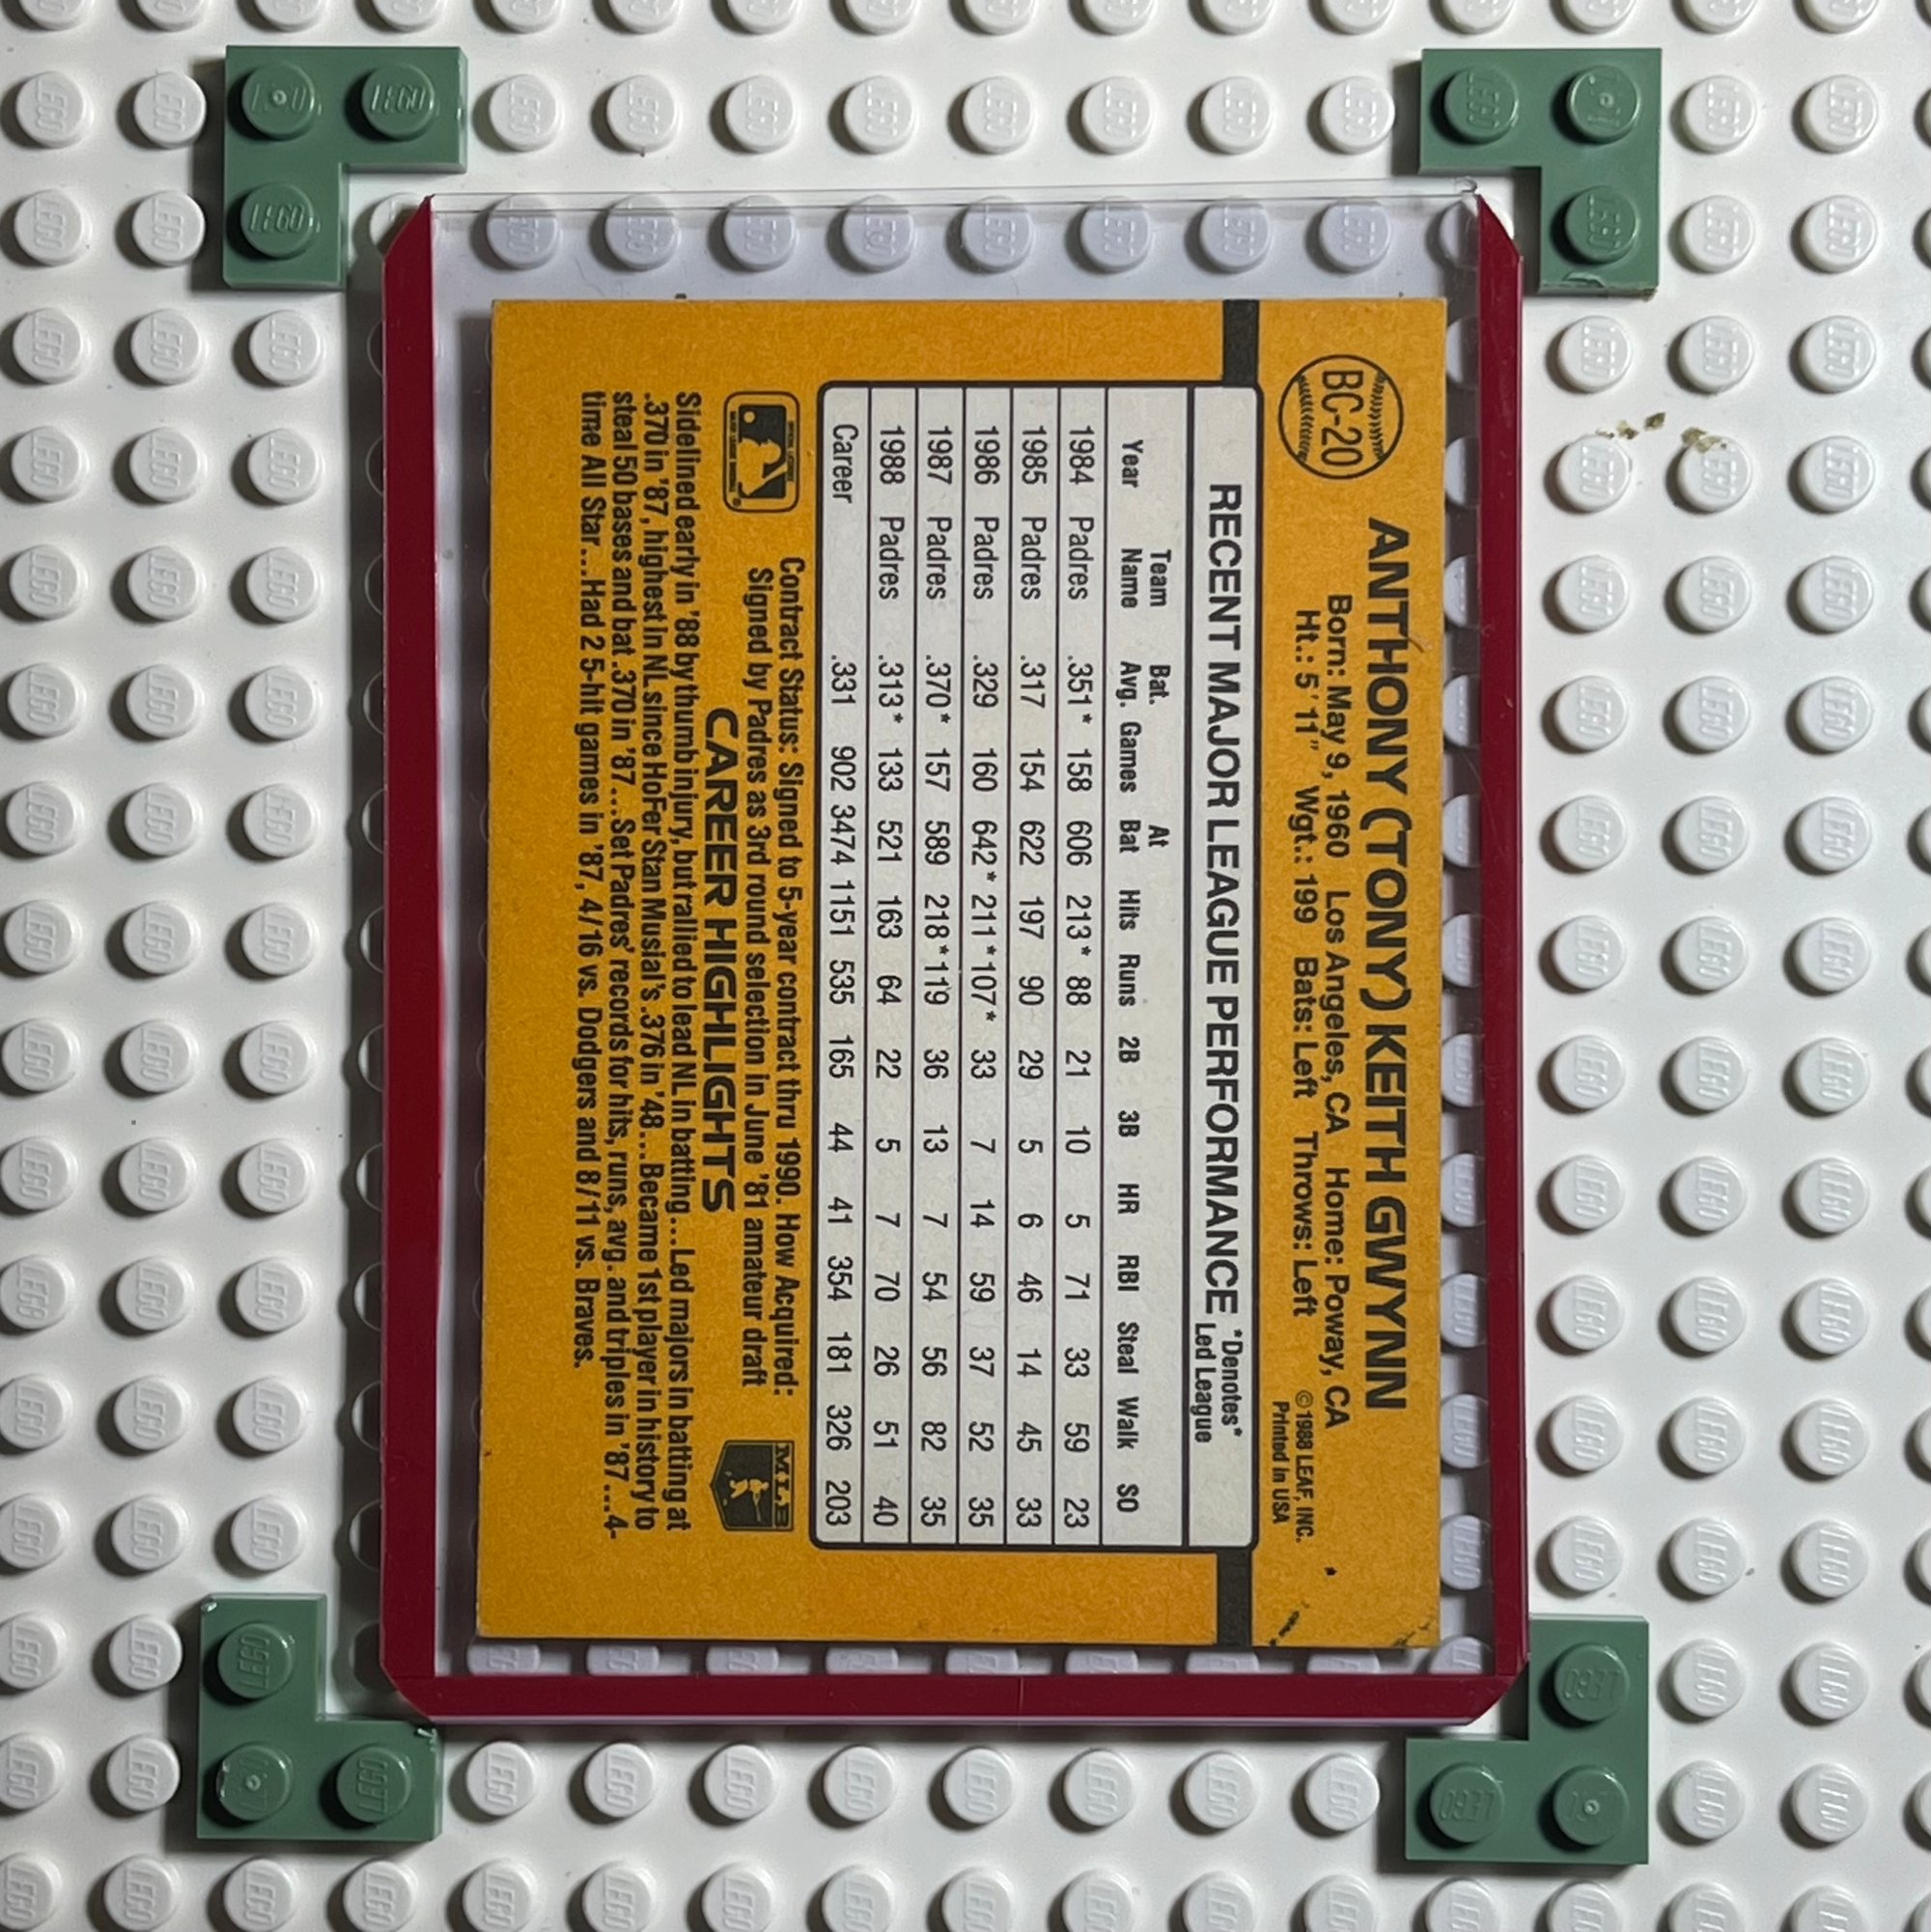 BC-20
ANTHONY (TONY) KEITH GWYNN
Born: May 9, 1960 Los Angeles, CA Home: Poway, CA
Ht.: 5'11" Wgt.: 199 Bats: Left Throws: Left
© 1988 LEAF, INC.
Printed in USA
RECENT MAJOR LEAGUE PERFORMANCE *Denotes*
Led League
Team Bat. At
Year Name Avg. Games Bat Hits Runs 2B 3B HR RBI Steal Walk SO
1984 Padres .351* 158 606 213* 88 21 10 5 71 33 59 23
1985 Padres .317 154 622 197 90 29 5 6 46 14 45 33
1986 Padres .329 160 642* 211* 107* 33 7 14 59 37 52 35
1987 Padres .370* 157 589 218* 119 36 13 7 54 56 82 35
1988 Padres .313* 133 521 163 64 22 5 7 70 26 51 40
Career .331 902 3474 1151 535 165 44 41 354 181 326 203
Contract Status: Signed to 5-year contract thru 1990. How Acquired:
Signed by Padres as 3rd round selection in June '81 amateur draft
MLB
CAREER HIGHLIGHTS
Sidelined early in '88 by thumb injury, but rallied to lead NL in batting...Led majors in batting at
.370 in '87, highest in NL since HoFer Stan Musial's .376 in '48...Became 1st player in history to
steal 50 bases and bat .370 in '87...Set Padres' records for hits, runs, avg. and triples in '87...4-
time All Star...Had 2 5-hit games in '87, 4/16 vs. Dodgers and 8/11 vs. Braves.
LEGO